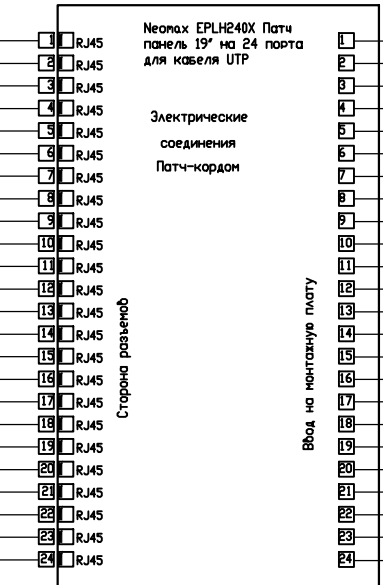 Neomax EPLH240X Патч
панель 19" на 24 порта
для кабеля UTP
Электрические
соединения
Патч-кордом
1 RJ45 1
2 RJ45 2
3 RJ45 3
4 RJ45 4
5 RJ45 5
6 RJ45 6
7 RJ45 7
8 RJ45 8
9 RJ45 9
10 RJ45 10
11 RJ45 11
12 RJ45 12
13 RJ45 13
14 RJ45 14
15 RJ45 15
16 RJ45 16
17 RJ45 17
18 RJ45 18
19 RJ45 19
20 RJ45 20
21 RJ45 21
22 RJ45 22
23 RJ45 23
24 RJ45 24
Сторона разъемов
Ввод на монтажную плату